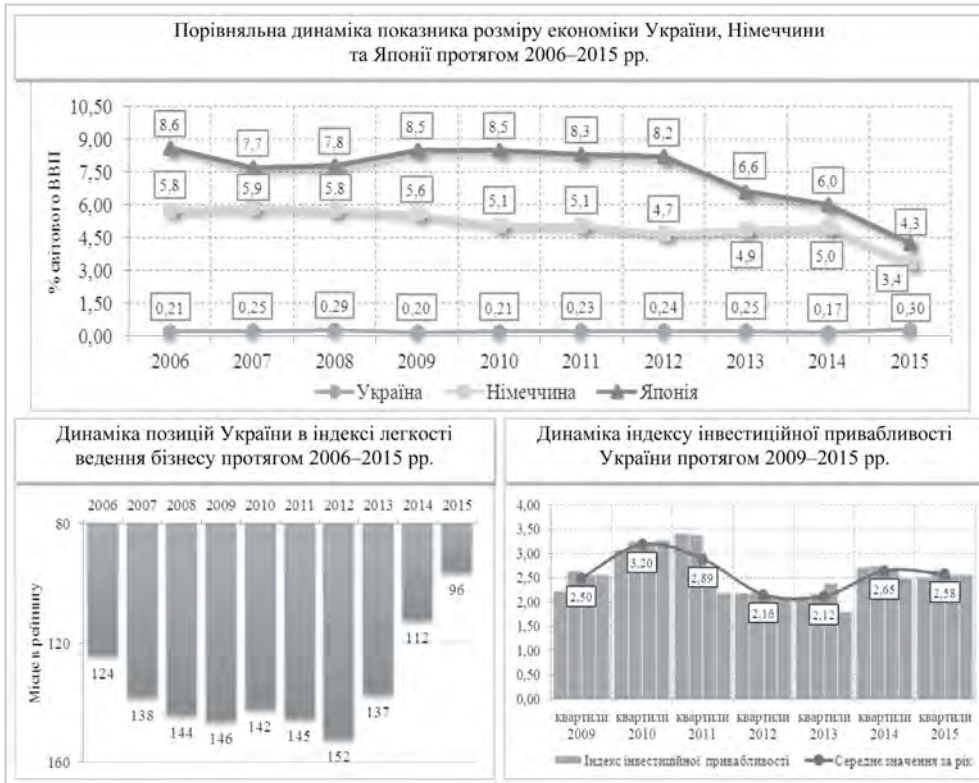 Порівняльна динаміка показника розміру економіки України, Німеччини
та Японії протягом 2006–2015 рр.
% світового ВВП
10,50
9,00
7,50
6,00
4,50
3,00
1,50
0,00
8,6 7,7 7,8 8,5 8,5 8,3 8,2 6,6 6,0 4,3
5,8 5,9 5,8 5,6 5,1 5,1 4,7 4,9 5,0 3,4
0,21 0,25 0,29 0,20 0,21 0,23 0,24 0,25 0,17 0,30
2006 2007 2008 2009 2010 2011 2012 2013 2014 2015
Україна Німеччина Японія
Динаміка позицій України в індексі легкості
ведення бізнесу протягом 2006–2015 рр.
2006 2007 2008 2009 2010 2011 2012 2013 2014 2015
Місце в рейтингу
80
120
160
124 138 144 146 142 145 152 137 112 96
Динаміка індексу інвестиційної привабливості
України протягом 2009–2015 рр.
4,00
3,50
3,00
2,50
2,00
1,50
1,00
0,50
0,00
2,50 3,20 2,89 2,16 2,12 2,65 2,58
квартили квартили квартили квартили квартили квартили квартили
2009 2010 2011 2012 2013 2014 2015
Індекс інвестиційної привабливості Середнє значення за рік